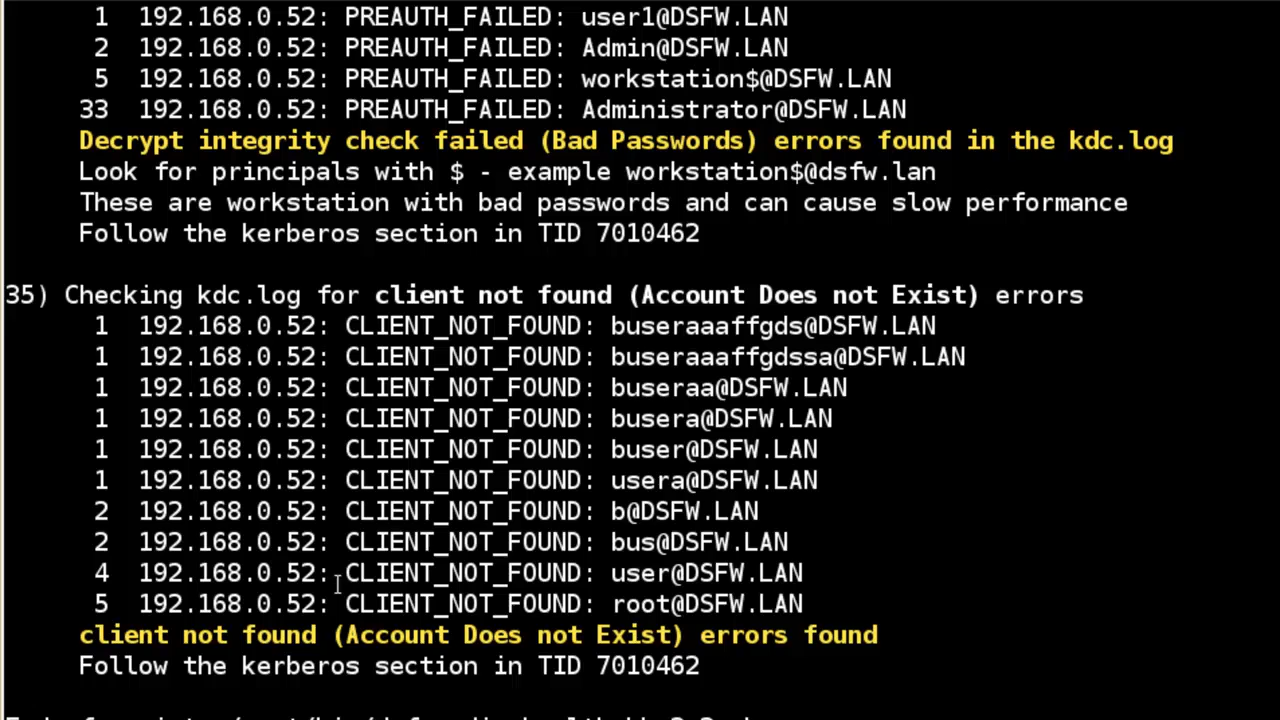 1 192.168.0.52: PREAUTH_FAILED: user1@DSFW.LAN
2 192.168.0.52: PREAUTH_FAILED: Admin@DSFW.LAN
5 192.168.0.52: PREAUTH_FAILED: workstation$@DSFW.LAN
33 192.168.0.52: PREAUTH_FAILED: Administrator@DSFW.LAN
Decrypt integrity check failed (Bad Passwords) errors found in the kdc.log
Look for principals with $ - example workstation$@dsfw.lan
These are workstation with bad passwords and can cause slow performance
Follow the kerberos section in TID 7010462
35) Checking kdc.log for client not found (Account Does not Exist) errors
1 192.168.0.52: CLIENT_NOT_FOUND: buseraaaffgds@DSFW.LAN
1 192.168.0.52: CLIENT_NOT_FOUND: buseraaaffgdssa@DSFW.LAN
1 192.168.0.52: CLIENT_NOT_FOUND: buseraa@DSFW.LAN
1 192.168.0.52: CLIENT_NOT_FOUND: busera@DSFW.LAN
1 192.168.0.52: CLIENT_NOT_FOUND: buser@DSFW.LAN
1 192.168.0.52: CLIENT_NOT_FOUND: usera@DSFW.LAN
2 192.168.0.52: CLIENT_NOT_FOUND: b@DSFW.LAN
2 192.168.0.52: CLIENT_NOT_FOUND: bus@DSFW.LAN
4 192.168.0.52: CLIENT_NOT_FOUND: user@DSFW.LAN
5 192.168.0.52: CLIENT_NOT_FOUND: root@DSFW.LAN
client not found (Account Does not Exist) errors found
Follow the kerberos section in TID 7010462